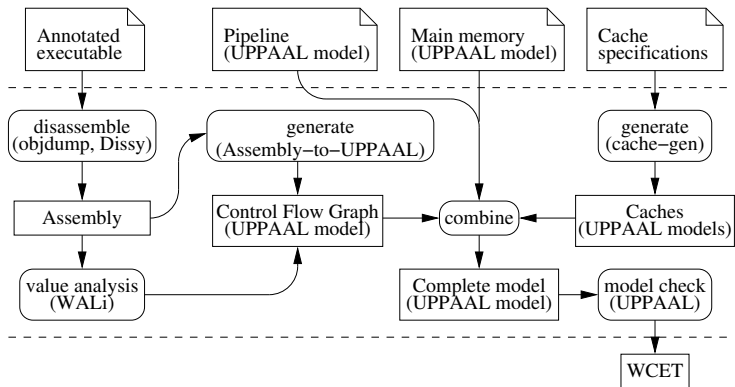 Annotated
executable
Pipeline
(UPPAAL model)
Main memory
(UPPAAL model)
Cache
specifications
disassemble
(objdump, Dissy)
generate
(Assembly−to−UPPAAL)
generate
(cache−gen)
Assembly
Control Flow Graph
(UPPAAL model)
combine
Caches
(UPPAAL models)
value analysis
(WALi)
Complete model
(UPPAAL model)
model check
(UPPAAL)
WCET